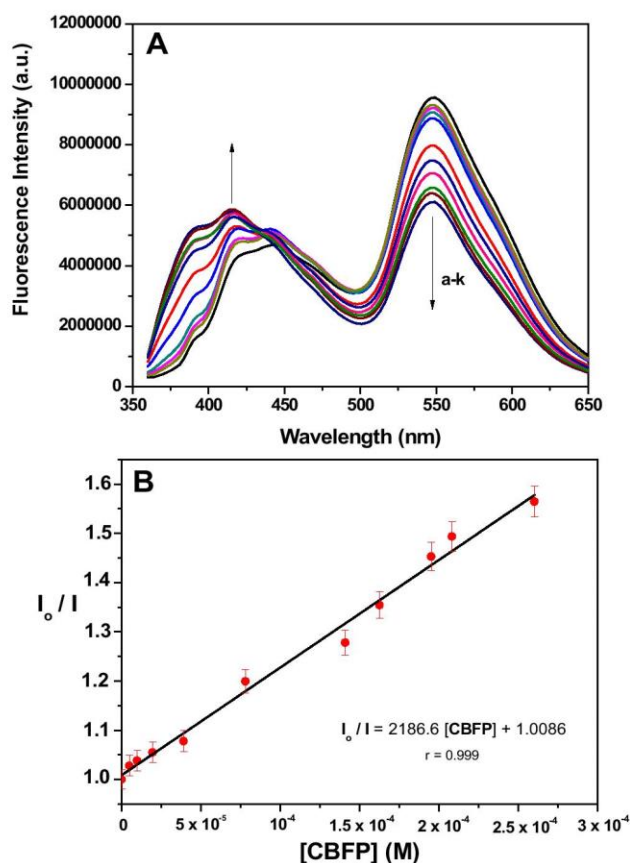 A
Fluorescence Intensity (a.u.)
12000000
10000000
8000000
6000000
4000000
2000000
0
a-k
350 400 450 500 550 600 650
Wavelength (nm)
B
I₀ / I
1.6
1.5
1.4
1.3
1.2
1.1
1.0
I₀ / I = 2186.6 [CBFP] + 1.0086
r = 0.999
0 5 x 10⁻⁵ 10⁻⁴ 1.5 x 10⁻⁴ 2 x 10⁻⁴ 2.5 x 10⁻⁴ 3 x 10⁻⁴
[CBFP] (M)